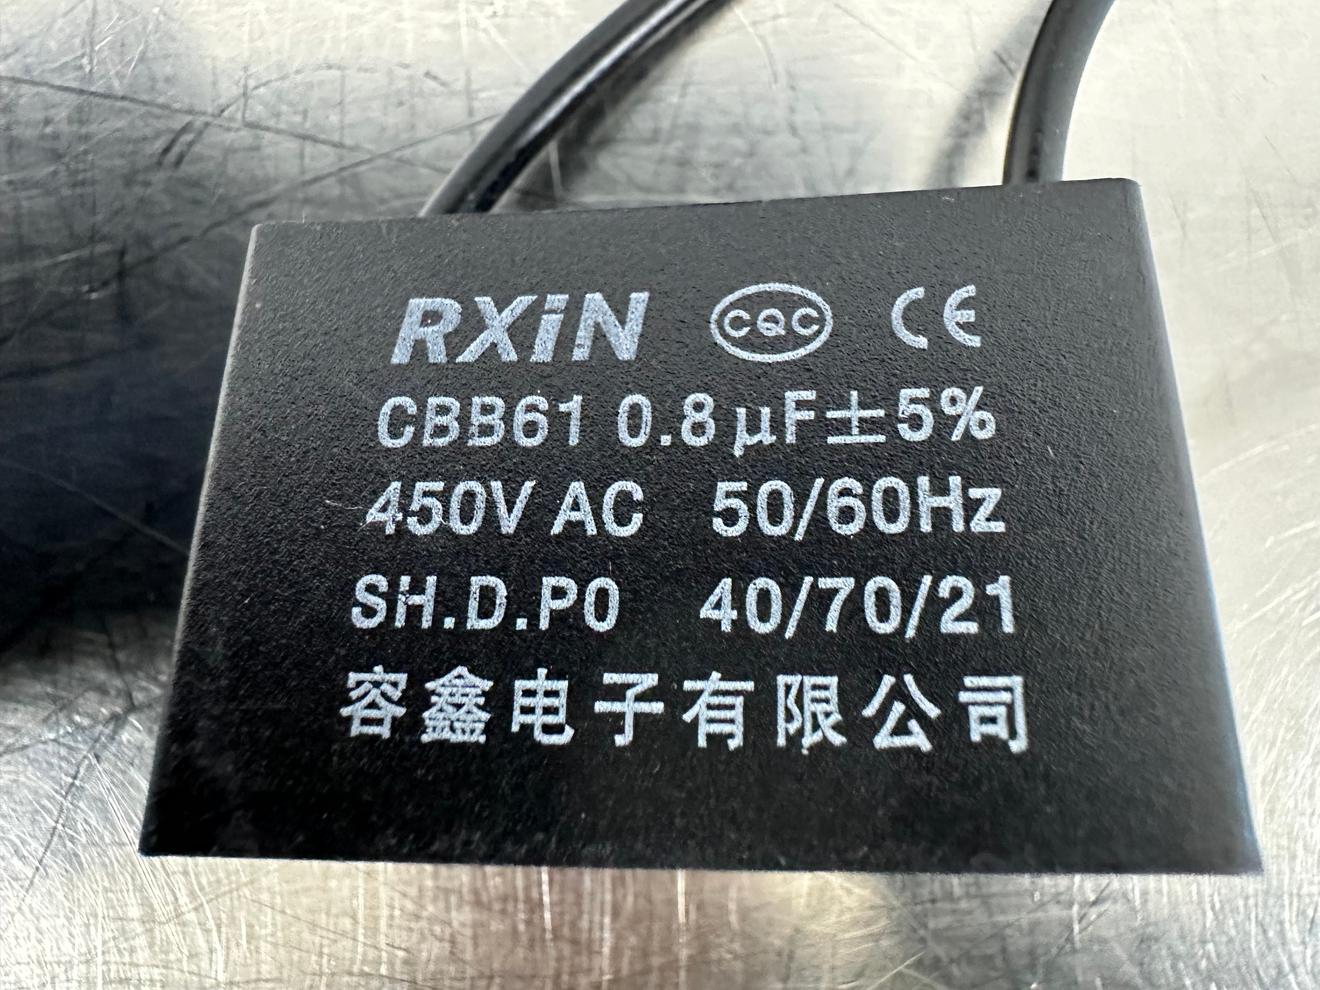 RXiN CQC CE
CBB61 0.8μF±5%
450V AC 50/60Hz
SH.D.P0 40/70/21
容鑫电子有限公司